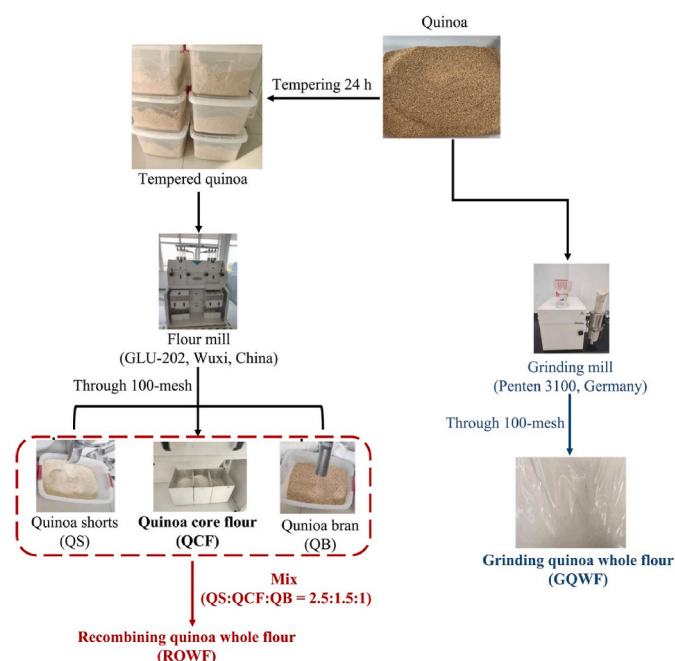 Quinoa
Tempering 24 h
Tempered quinoa
Flour mill
(GLU-202, Wuxi, China)
Through 100-mesh
Quinoa shorts
(QS)
Quinoa core flour
(QCF)
Qunioa bran
(QB)
Mix
(QS:QCF:QB = 2.5:1.5:1)
Recombining quinoa whole flour
(RQWF)
Grinding mill
(Penten 3100, Germany)
Through 100-mesh
Grinding quinoa whole flour
(GQWF)